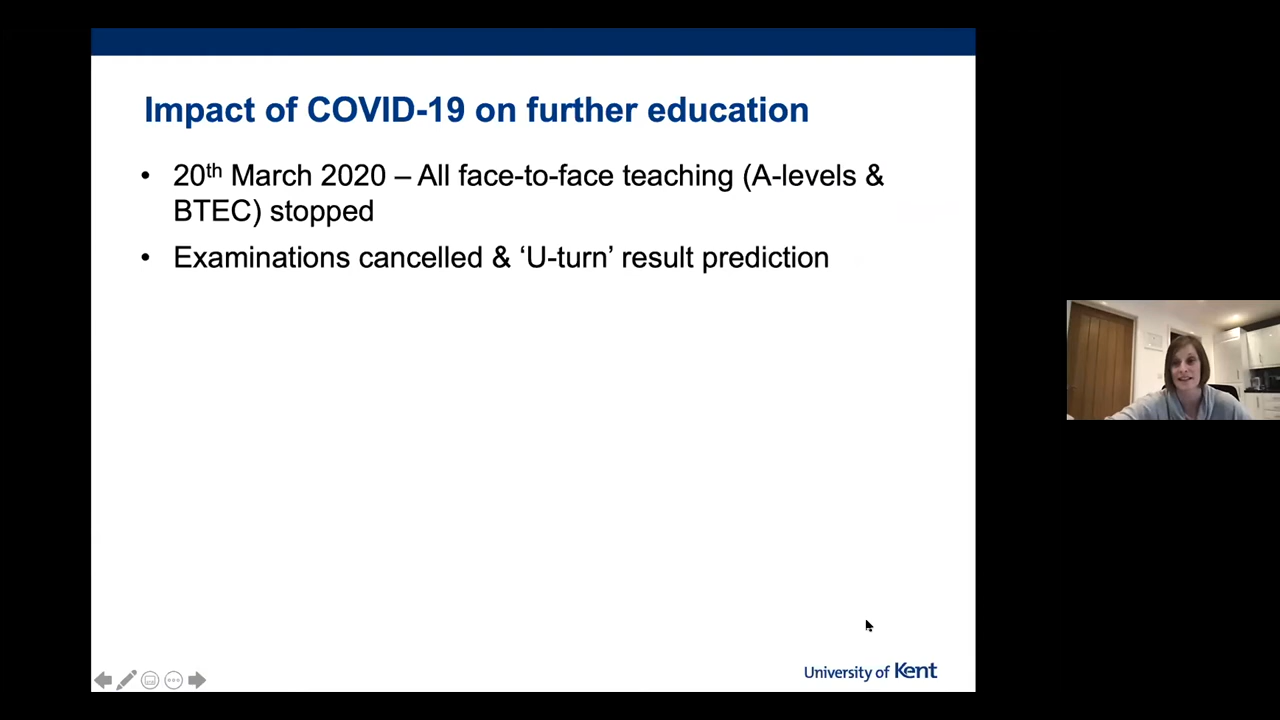 Impact of COVID-19 on further education
• 20th March 2020 – All face-to-face teaching (A-levels &
BTEC) stopped
• Examinations cancelled & ‘U-turn’ result prediction
University of Kent